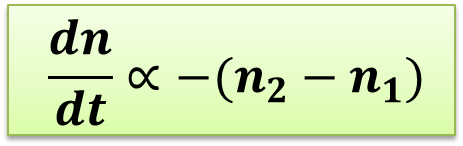 dn/dt ∝ −(n₂ − n₁)